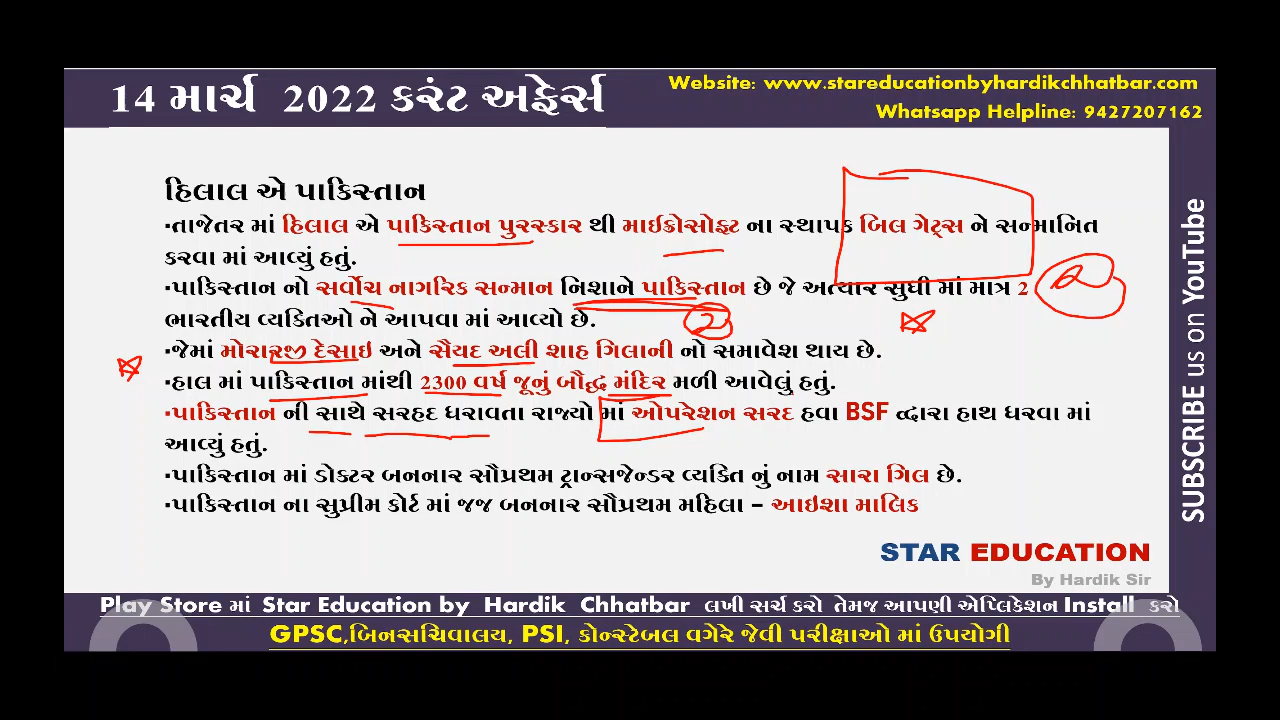 14 માર્ચ 2022 કરંટ અફેર્સ
Website: www.stareducationbyhardikchhatbar.com
Whatsapp Helpline: 9427207162
હિલાલ એ પાકિસ્તાન
▪તાજેતર માં હિલાલ એ પાકિસ્તાન પુરસ્કાર થી માઈક્રોસોફ્ટ ના સ્થાપક બિલ ગેટ્સ ને સન્માનિત
કરવા માં આવ્યું હતું.
▪પાકિસ્તાન નો સર્વોચ નાગરિક સન્માન નિશાને પાકિસ્તાન છે જે અત્યાર સુધી માં માત્ર 2
2
ભારતીય વ્યક્તિઓ ને આપવા માં આવ્યો છે.
2
▪જેમાં મોરારજી દેસાઇ અને સૈયદ અલી શાહ ગિલાની નો સમાવેશ થાય છે.
▪હાલ માં પાકિસ્તાન માંથી 2300 વર્ષ જૂનું બૌદ્ધ મંદિર મળી આવેલું હતું.
▪પાકિસ્તાન ની સાથે સરહદ ધરાવતા રાજ્યો માં ઓપરેશન સરદ હવા BSF દ્વારા હાથ ધરવા માં
આવ્યું હતું.
▪પાકિસ્તાન માં ડોક્ટર બનનાર સૌપ્રથમ ટ્રાન્સજેન્ડર વ્યક્તિ નું નામ સારા ગિલ છે.
▪પાકિસ્તાન ના સુપ્રીમ કોર્ટ માં જજ બનનાર સૌપ્રથમ મહિલા – આઇશા માલિક
STAR EDUCATION
By Hardik Sir
SUBSCRIBE us on YouTube
Play Store માં Star Education by Hardik Chhatbar લખી સર્ચ કરો તેમજ આપણી એપ્લિકેશન Install કરો
GPSC,બિનસચિવાલય, PSI, કોન્સ્ટેબલ વગેરે જેવી પરીક્ષાઓ માં ઉપયોગી